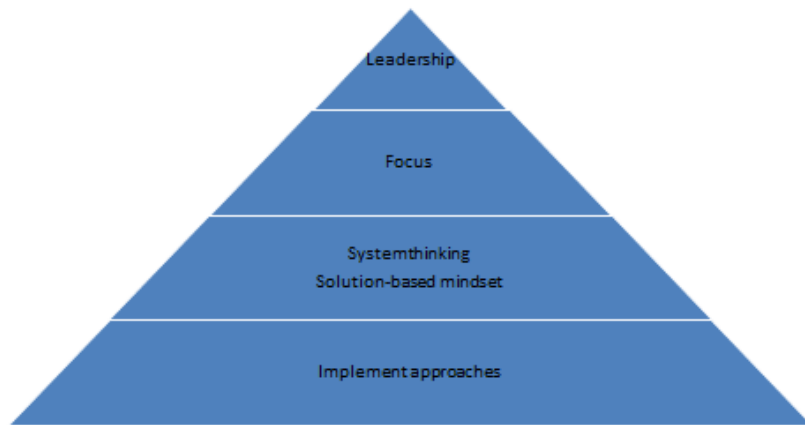 Leadership
Focus
Systemthinking
Solution-based mindset
Implement approaches